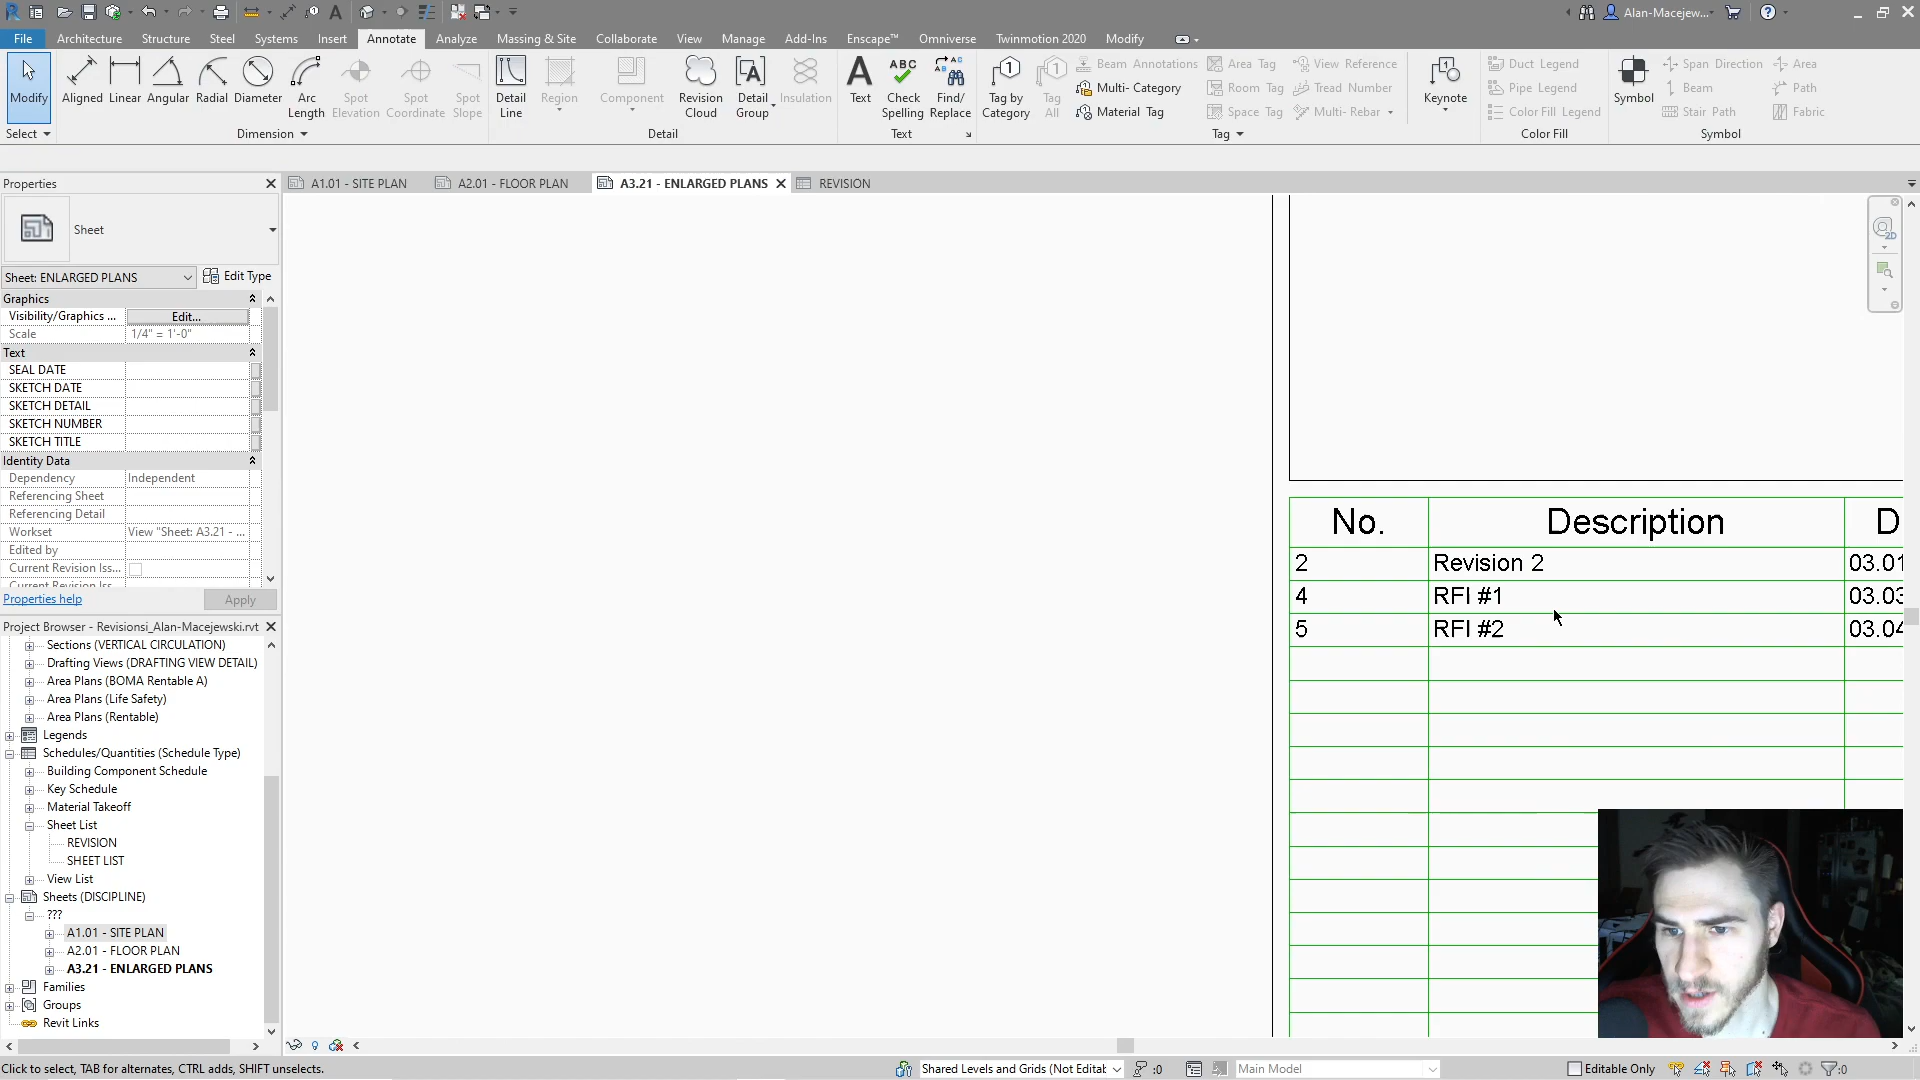 Alan-Macejew...
File Architecture Structure Steel Systems Insert Annotate Analyze Massing & Site Collaborate View Manage Add-Ins Enscape™ Omniverse Twinmotion 2020 Modify
Modify Aligned Linear Angular Radial Diameter Arc Length Spot Elevation Spot Coordinate Spot Slope Detail Line Region Component Revision Cloud Detail Group Insulation Text Check Spelling Find/ Replace Tag by Category Tag All
Beam Annotations Area Tag View Reference
Multi- Category Room Tag Tread Number
Material Tag Space Tag Multi- Rebar
Keynote
Duct Legend
Pipe Legend
Color Fill Legend
Symbol
Span Direction Area
Beam Path
Stair Path Fabric
Select Dimension Detail Text Tag Color Fill Symbol
Properties
A1.01 - SITE PLAN A2.01 - FLOOR PLAN A3.21 - ENLARGED PLANS REVISION
Sheet
Sheet: ENLARGED PLANS Edit Type
Graphics
Visibility/Graphics ... Edit...
Scale 1/4" = 1'-0"
Text
SEAL DATE
SKETCH DATE
SKETCH DETAIL
SKETCH NUMBER
SKETCH TITLE
Identity Data
Dependency Independent
Referencing Sheet
Referencing Detail
Workset View "Sheet: A3.21 - ...
Edited by
Current Revision Iss...
Current Revision Iss...
Properties help Apply
Project Browser - Revisionsi_Alan-Macejewski.rvt
Sections (VERTICAL CIRCULATION)
Drafting Views (DRAFTING VIEW DETAIL)
Area Plans (BOMA Rentable A)
Area Plans (Life Safety)
Area Plans (Rentable)
Legends
Schedules/Quantities (Schedule Type)
Building Component Schedule
Key Schedule
Material Takeoff
Sheet List
REVISION
SHEET LIST
View List
Sheets (DISCIPLINE)
???
A1.01 - SITE PLAN
A2.01 - FLOOR PLAN
A3.21 - ENLARGED PLANS
Families
Groups
Revit Links
No. Description D
2 Revision 2 03.01
4 RFI #1 03.03
5 RFI #2 03.04
Click to select, TAB for alternates, CTRL adds, SHIFT unselects.
Shared Levels and Grids (Not Editab :0 Main Model Editable Only :0